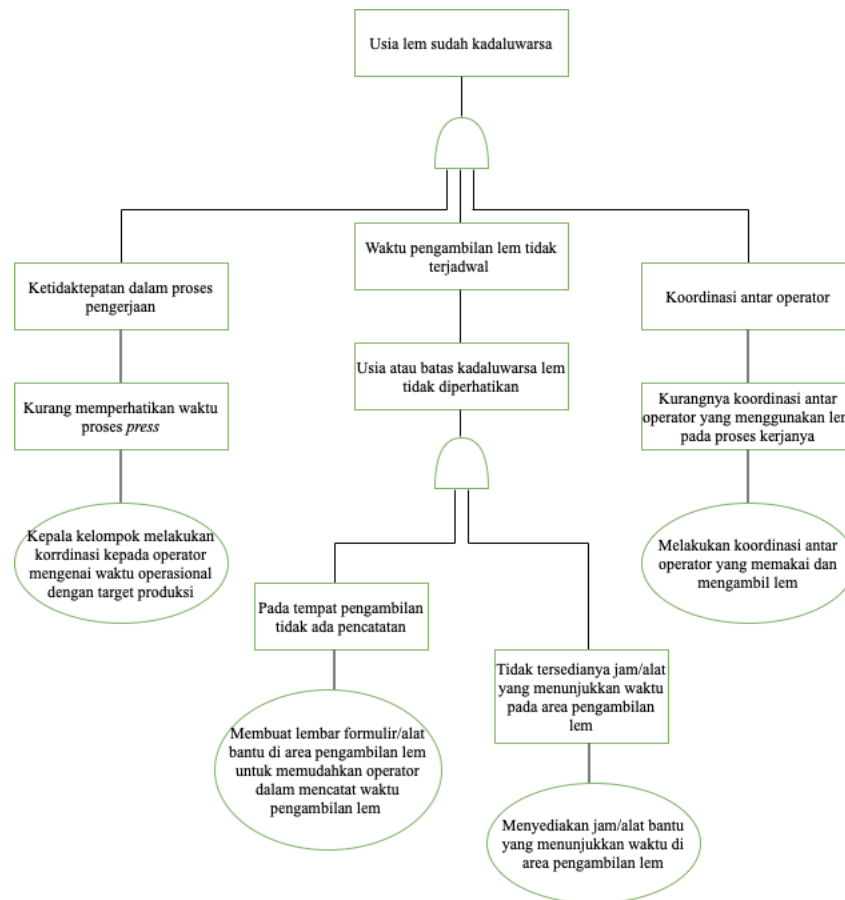 Usia lem sudah kadaluwarsa
Waktu pengambilan lem tidak
terjadwal
Ketidaktepatan dalam proses
pengerjaan
Koordinasi antar operator
Usia atau batas kadaluwarsa lem
tidak diperhatikan
Kurang memperhatikan waktu
proses press
Kurangnya koordinasi antar
operator yang menggunakan lem
pada proses kerjanya
Kepala kelompok melakukan
korrdinasi kepada operator
mengenai waktu operasional
dengan target produksi
Melakukan koordinasi antar
operator yang memakai dan
mengambil lem
Pada tempat pengambilan
tidak ada pencatatan
Tidak tersedianya jam/alat
yang menunjukkan waktu
pada area pengambilan
lem
Membuat lembar formulir/alat
bantu di area pengambilan lem
untuk memudahkan operator
dalam mencatat waktu
pengambilan lem
Menyediakan jam/alat bantu
yang menunjukkan waktu di
area pengambilan lem